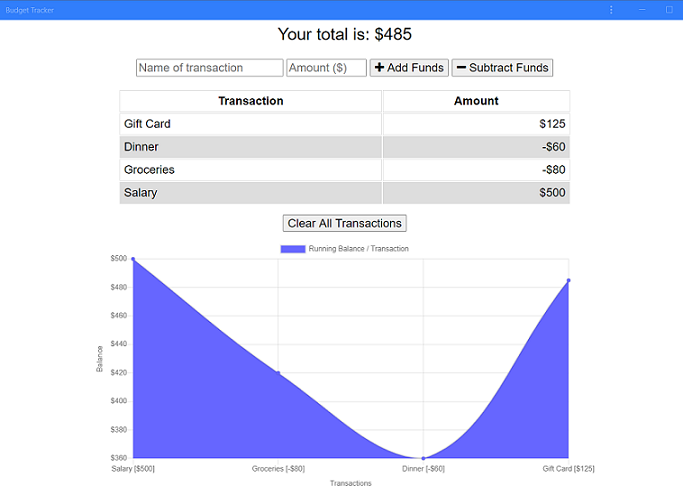 Budget Tracker
Your total is: $485
Name of transaction Amount ($) Add Funds Subtract Funds
Transaction Amount
Gift Card $125
Dinner -$60
Groceries -$80
Salary $500
Clear All Transactions
Running Balance / Transaction
$500
$480
$460
$440
$420
$400
$380
$360
Balance
Salary [$500] Groceries [-$80] Dinner [-$60] Gift Card [$125]
Transactions